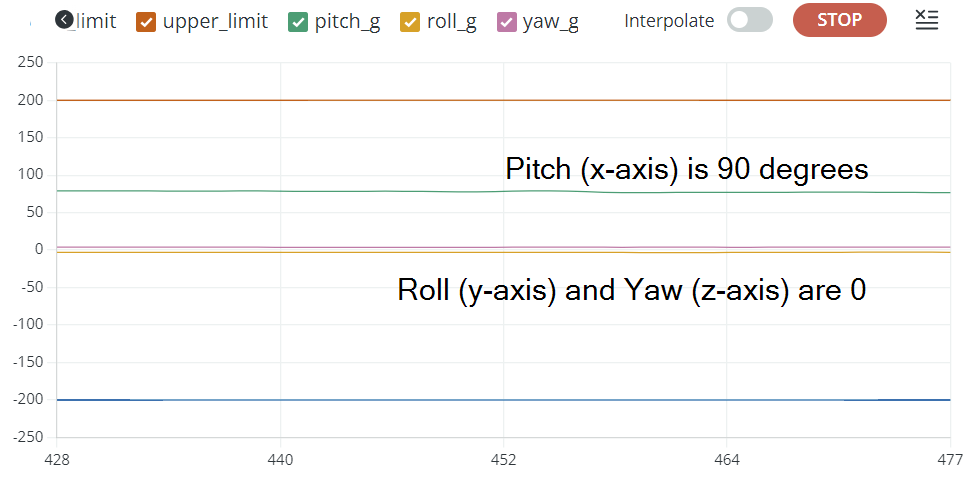 _limit upper_limit pitch_g roll_g yaw_g Interpolate STOP
250
200
150
100
Pitch (x-axis) is 90 degrees
50
0
-50
Roll (y-axis) and Yaw (z-axis) are 0
-100
-150
-200
-250
428 440 452 464 477